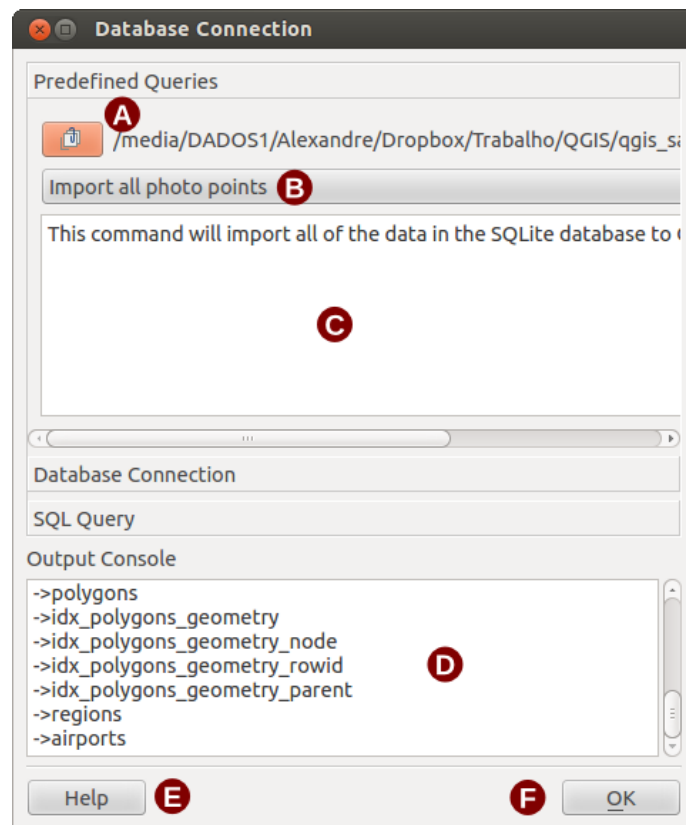 Database Connection
Predefined Queries
A
/media/DADOS1/Alexandre/Dropbox/Trabalho/QGIS/qgis_sa
Import all photo points B
This command will import all of the data in the SQLite database to
C
Database Connection
SQL Query
Output Console
->polygons
->idx_polygons_geometry
->idx_polygons_geometry_node
->idx_polygons_geometry_rowid
->idx_polygons_geometry_parent
->regions
->airports
D
Help E F OK